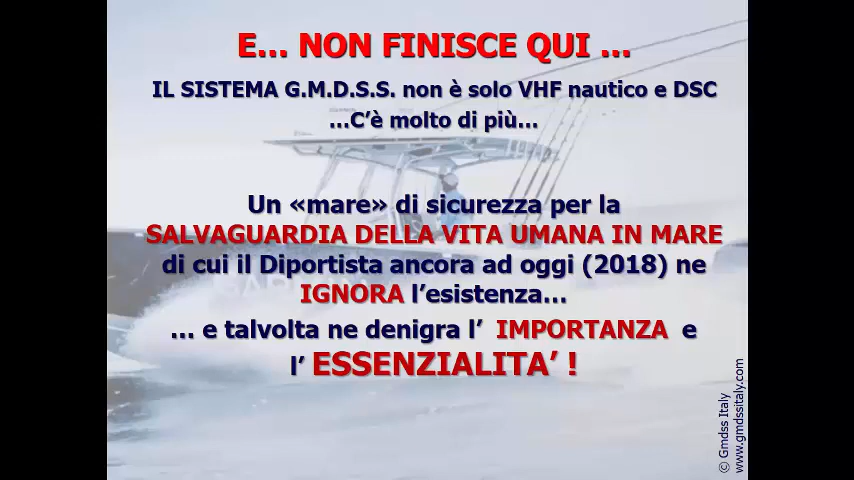 E... NON FINISCE QUI ...
IL SISTEMA G.M.D.S.S. non è solo VHF nautico e DSC
...C'è molto di più...
Un «mare» di sicurezza per la
SALVAGUARDIA DELLA VITA UMANA IN MARE
di cui il Diportista ancora ad oggi (2018) ne
IGNORA l'esistenza...
... e talvolta ne denigra l' IMPORTANZA e
l' ESSENZIALITA' !
© Gmdss Italy
www.gmdssitaly.com